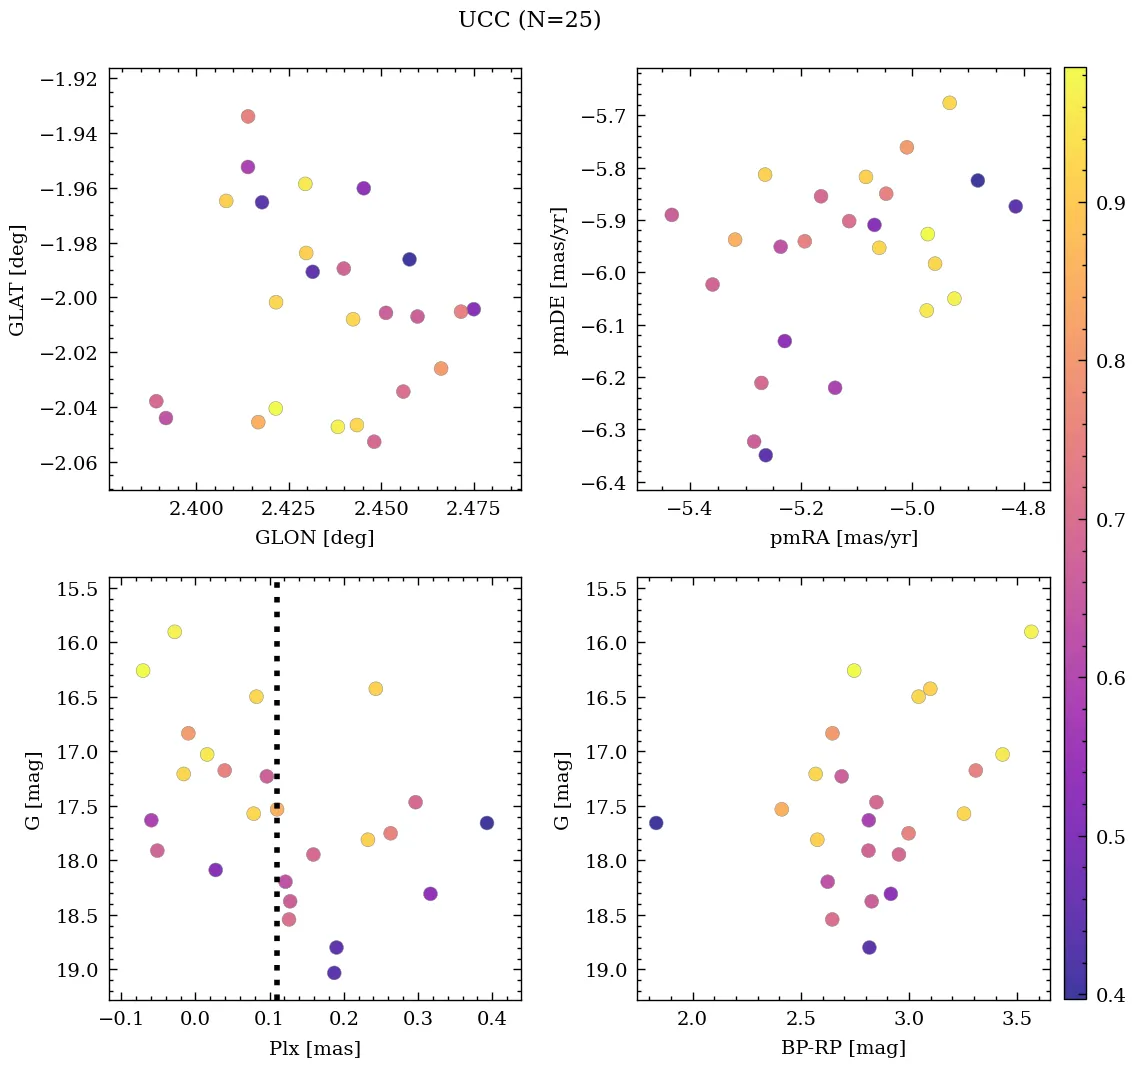 UCC (N=25)
−1.92
−1.94
−1.96
−1.98
−2.00
−2.02
−2.04
−2.06
GLAT [deg]
2.400 2.425 2.450 2.475
GLON [deg]
−5.7
−5.8
−5.9
−6.0
−6.1
−6.2
−6.3
−6.4
pmDE [mas/yr]
−5.4 −5.2 −5.0 −4.8
pmRA [mas/yr]
15.5
16.0
16.5
17.0
17.5
18.0
18.5
19.0
G [mag]
−0.1 0.0 0.1 0.2 0.3 0.4
Plx [mas]
15.5
16.0
16.5
17.0
17.5
18.0
18.5
19.0
G [mag]
2.0 2.5 3.0 3.5
BP-RP [mag]
0.9
0.8
0.7
0.6
0.5
0.4